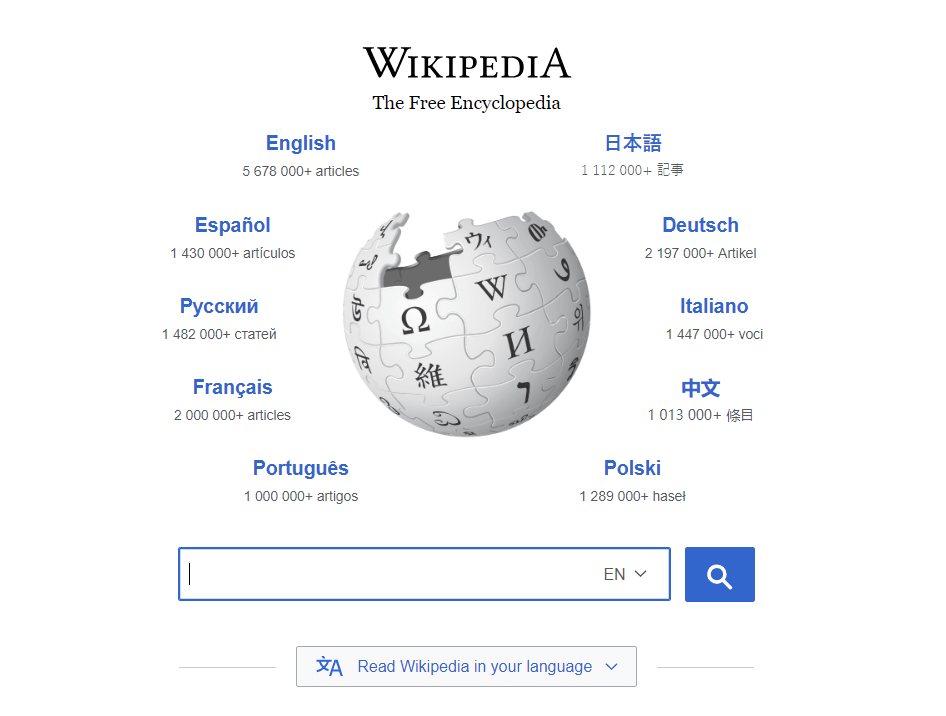 WIKIPEDIA
The Free Encyclopedia
English
5 678 000+ articles
日本語
1 112 000+ 記事
Español
1 430 000+ artículos
Deutsch
2 197 000+ Artikel
Русский
1 482 000+ статей
Italiano
1 447 000+ voci
Français
2 000 000+ articles
中文
1 013 000+ 條目
Português
1 000 000+ artigos
Polski
1 289 000+ haseł
ウィ
W
Ω
И
維
EN
Read Wikipedia in your language